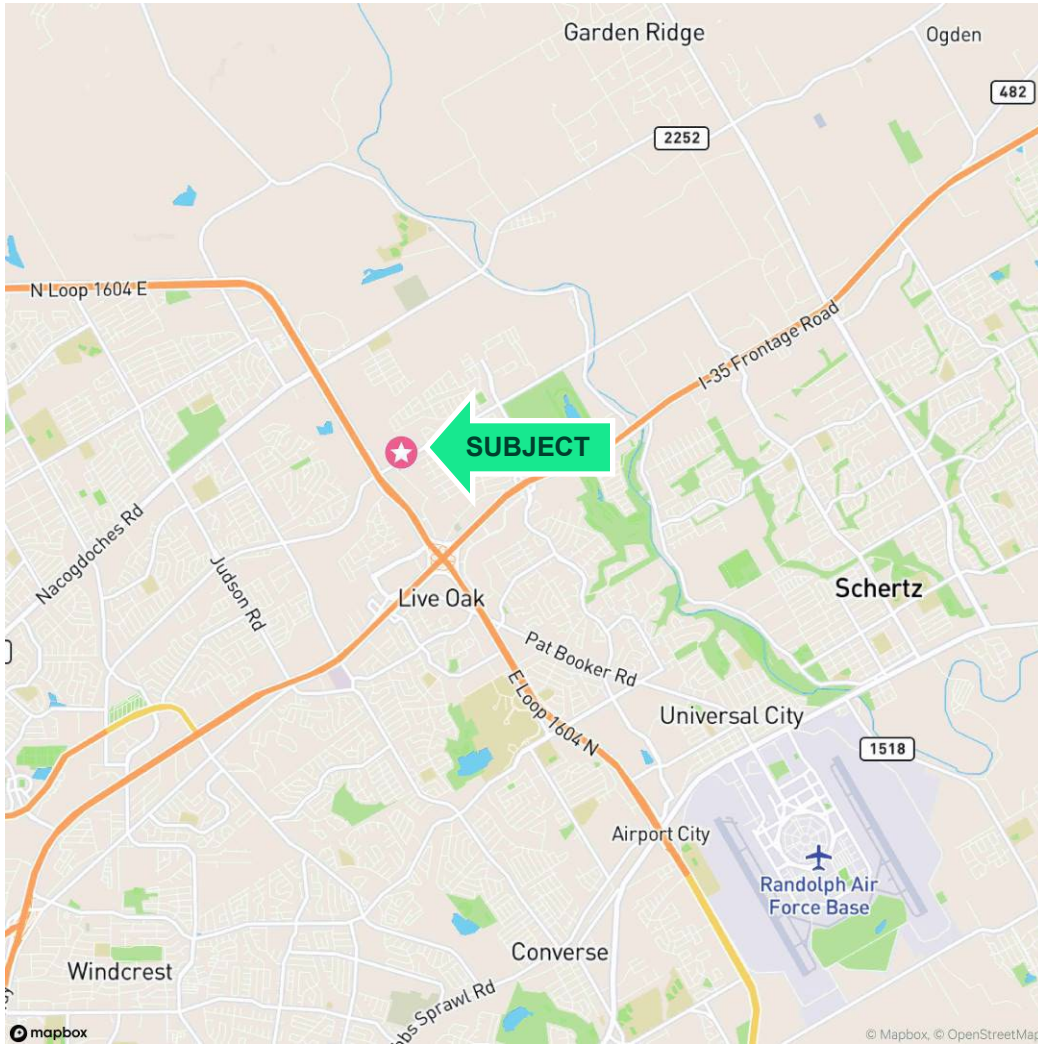 Garden Ridge
Ogden
482
2252
N Loop 1604 E
I-35 Frontage Road
SUBJECT
Nacogdoches Rd
Judson Rd
Live Oak
Schertz
Pat Booker Rd
E Loop 1604 N
Universal City
1518
Airport City
Randolph Air
Force Base
Converse
Windcrest
bbs Sprawl Rd
mapbox
© Mapbox, © OpenStreetMap